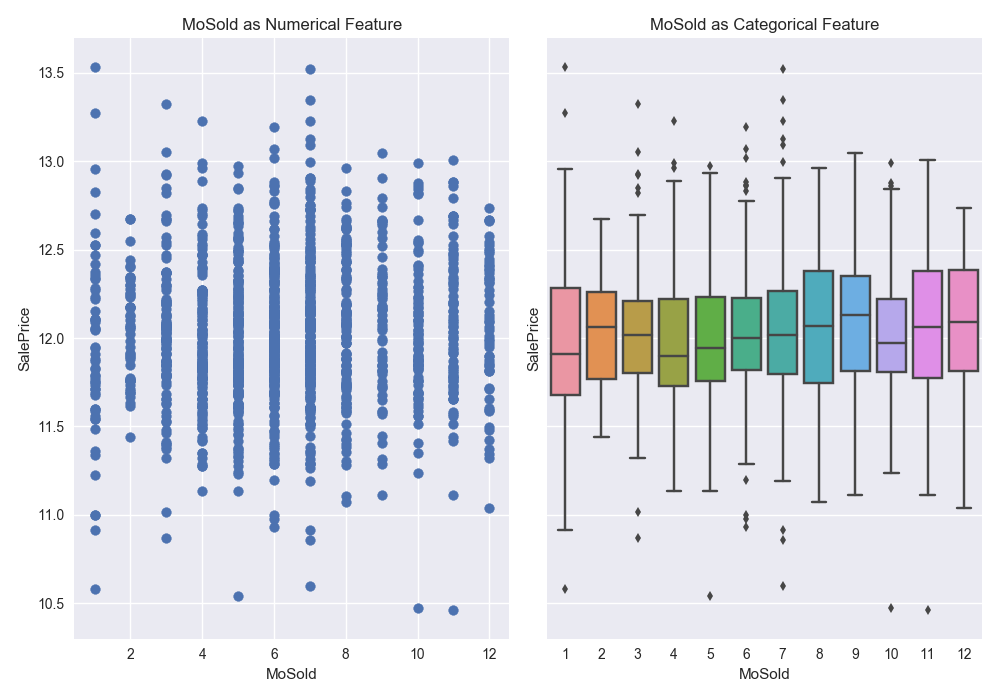 MoSold as Numerical Feature
SalePrice
13.5
13.0
12.5
12.0
11.5
11.0
10.5
2 4 6 8 10 12
MoSold
MoSold as Categorical Feature
SalePrice
1 2 3 4 5 6 7 8 9 10 11 12
MoSold